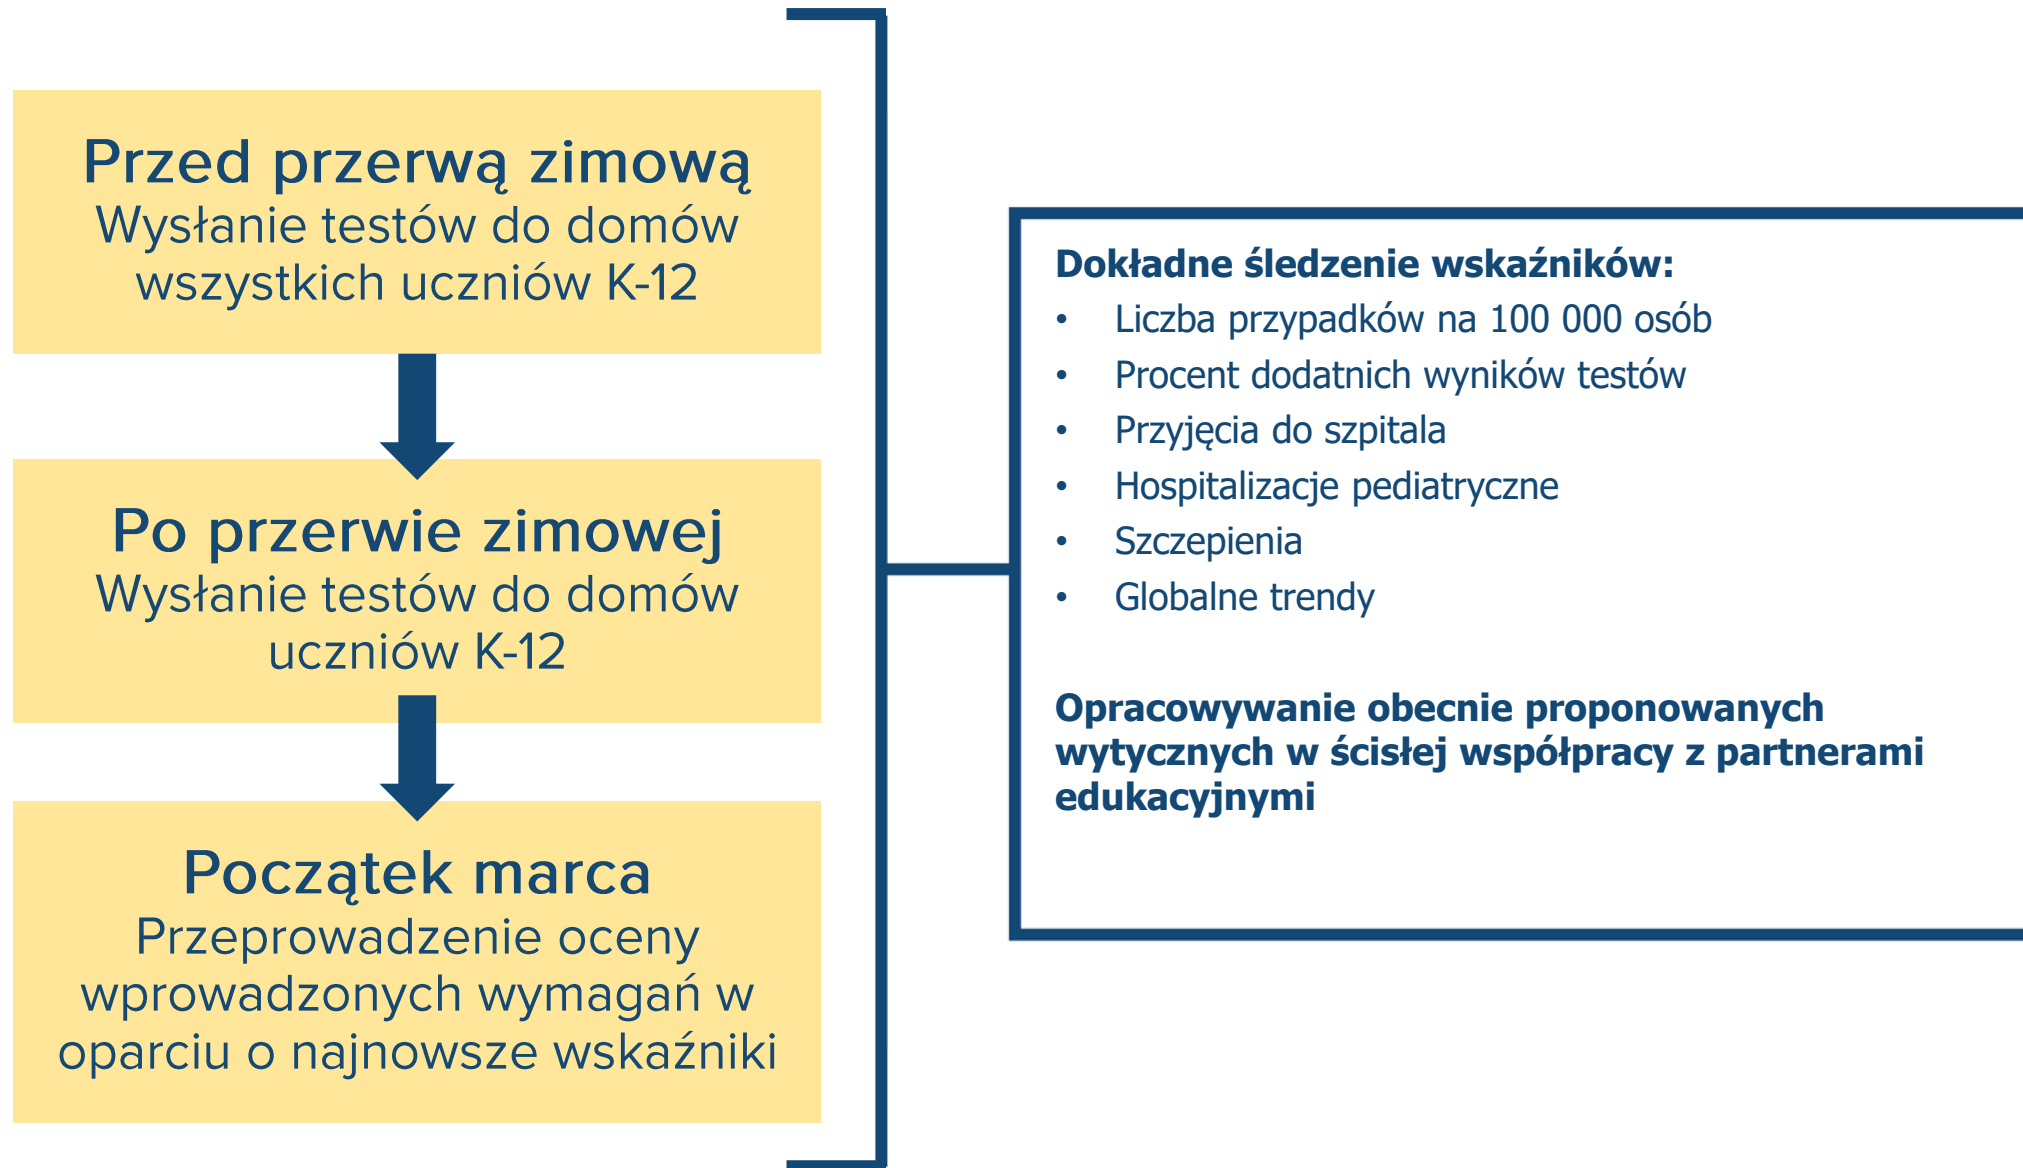 Przed przerwą zimową
Wysłanie testów do domów
wszystkich uczniów K-12
Po przerwie zimowej
Wysłanie testów do domów
uczniów K-12
Początek marca
Przeprowadzenie oceny
wprowadzonych wymagań w
oparciu o najnowsze wskaźniki
Dokładne śledzenie wskaźników:
• Liczba przypadków na 100 000 osób
• Procent dodatnich wyników testów
• Przyjęcia do szpitala
• Hospitalizacje pediatryczne
• Szczepienia
• Globalne trendy
Opracowywanie obecnie proponowanych
wytycznych w ścisłej współpracy z partnerami
edukacyjnymi